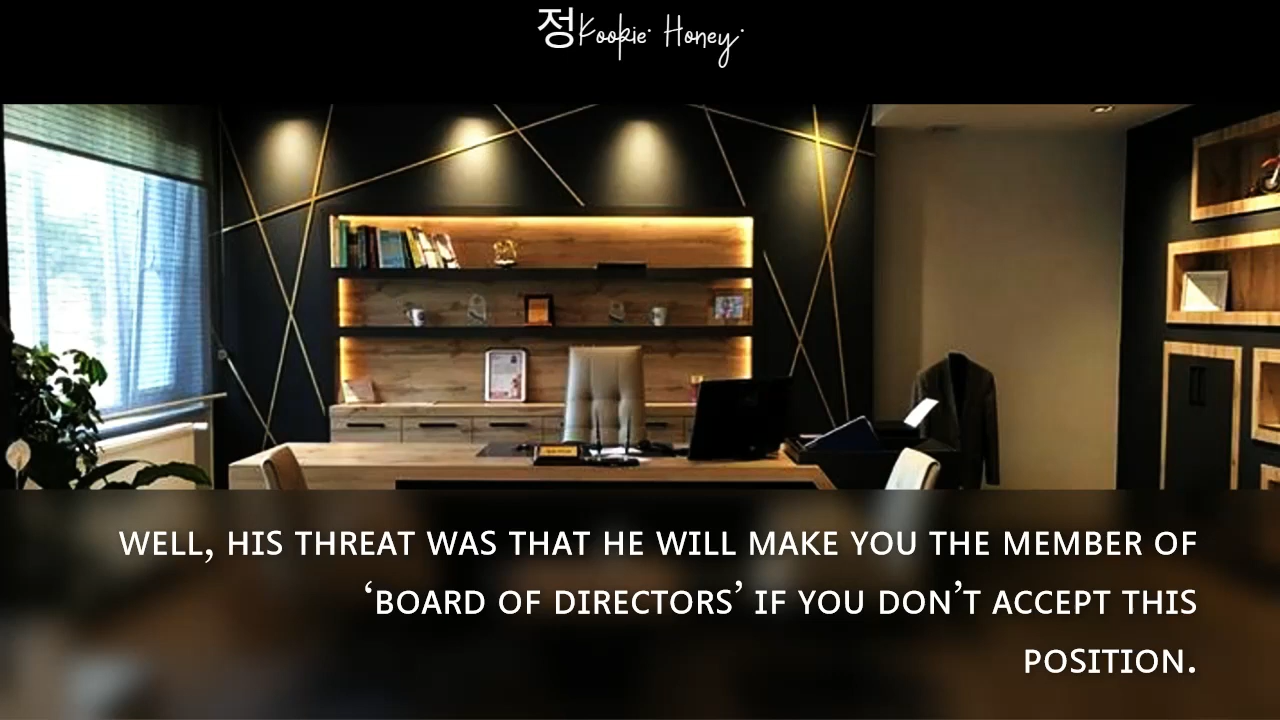 정Kookie Honey
WELL, HIS THREAT WAS THAT HE WILL MAKE YOU THE MEMBER OF
‘BOARD OF DIRECTORS’ IF YOU DON’T ACCEPT THIS
POSITION.